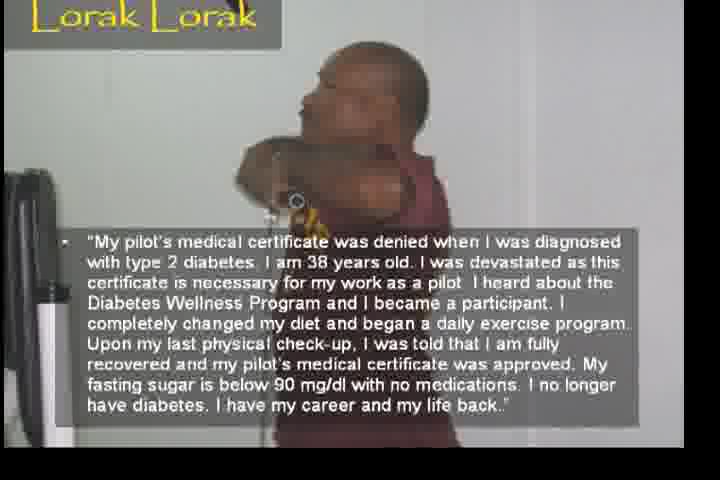 Lorak Lorak
• "My pilot's medical certificate was denied when I was diagnosed
with type 2 diabetes. I am 38 years old. I was devastated as this
certificate is necessary for my work as a pilot. I heard about the
Diabetes Wellness Program and I became a participant. I
completely changed my diet and began a daily exercise program.
Upon my last physical check-up, I was told that I am fully
recovered and my pilot's medical certificate was approved. My
fasting sugar is below 90 mg/dl with no medications. I no longer
have diabetes. I have my career and my life back."